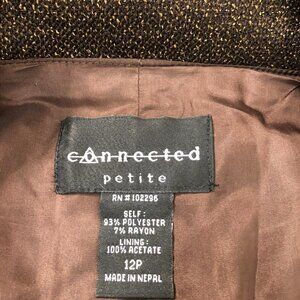 cOnnected
petite
RN # 102296
SELF:
93% POLYESTER
7% RAYON
LINING:
100% ACETATE
12P
MADE IN NEPAL